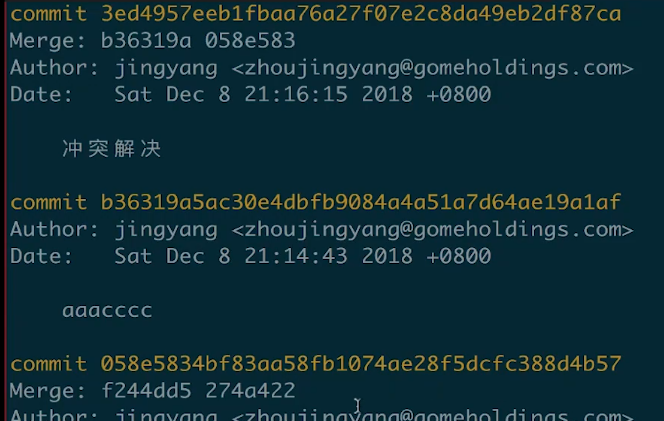 commit 3ed4957eeb1fbaa76a27f07e2c8da49eb2df87ca
Merge: b36319a 058e583
Author: jingyang <zhoujingyang@gomeholdings.com>
Date:   Sat Dec 8 21:16:15 2018 +0800
冲突解决
commit b36319a5ac30e4dbfb9084a4a51a7d64ae19a1af
Author: jingyang <zhoujingyang@gomeholdings.com>
Date:   Sat Dec 8 21:14:43 2018 +0800
aaacccc
commit 058e5834bf83aa58fb1074ae28f5dcfc388d4b57
Merge: f244dd5 274a422
Author: jingyang <zhoujingyang@gomeholdings.com>